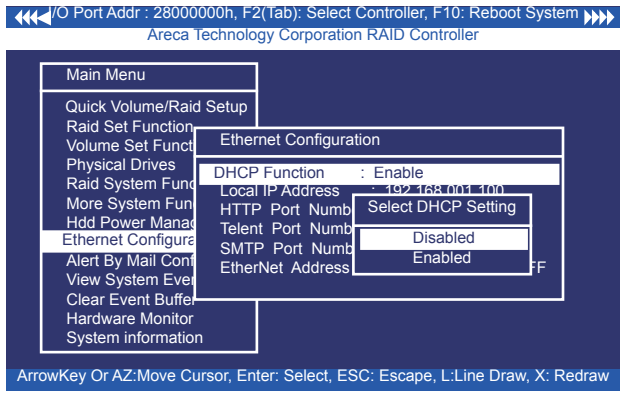 I/O Port Addr : 28000000h, F2(Tab): Select Controller, F10: Reboot System
Areca Technology Corporation RAID Controller
Main Menu
Quick Volume/Raid Setup
Raid Set Function
Volume Set Funct
Physical Drives
Raid System Func
More System Fun
Hdd Power Manag
Ethernet Configura
Alert By Mail Conf
View System Even
Clear Event Buffer
Hardware Monitor
System information
Ethernet Configuration
DHCP Function : Enable
Local IP Address : 192.168.001.100
HTTP Port Numb
Telent Port Numb
SMTP Port Numb
EtherNet Address FF
Select DHCP Setting
Disabled
Enabled
ArrowKey Or AZ:Move Cursor, Enter: Select, ESC: Escape, L:Line Draw, X: Redraw